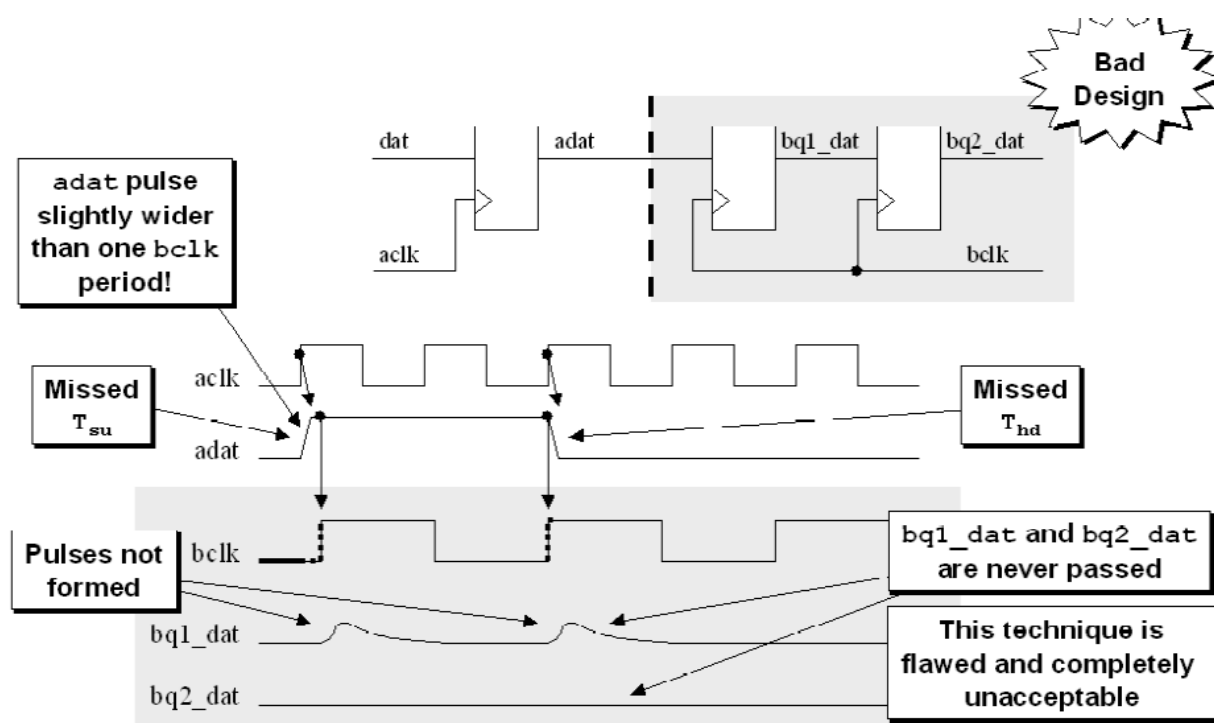 Bad
Design
dat
adat
bq1_dat
bq2_dat
aclk
bclk
adat pulse
slightly wider
than one bclk
period!
aclk
Missed
Tsu
Missed
Thd
adat
bclk
Pulses not
formed
bq1_dat and bq2_dat
are never passed
bq1_dat
bq2_dat
This technique is
flawed and completely
unacceptable